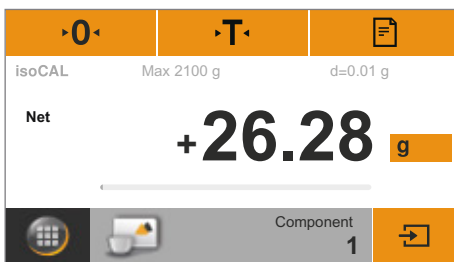 0 T
isoCAL Max 2100 g d=0.01 g
Net +26.28 g
Component
1